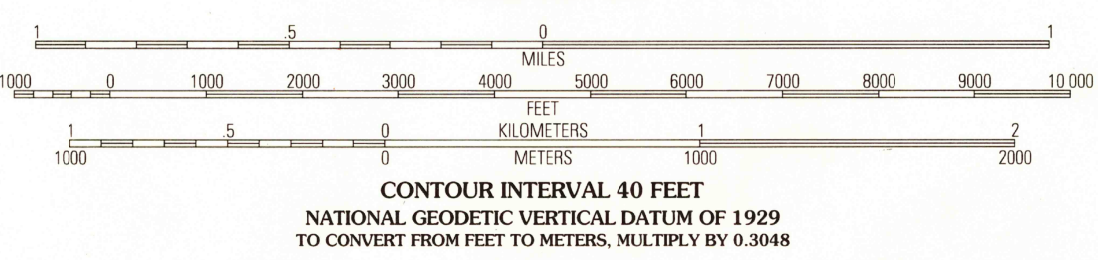 1 .5 0 1
MILES
1000 0 1000 2000 3000 4000 5000 6000 7000 8000 9000 10 000
FEET
1 .5 0 KILOMETERS 1 2
1000 0 METERS 1000 2000
CONTOUR INTERVAL 40 FEET
NATIONAL GEODETIC VERTICAL DATUM OF 1929
TO CONVERT FROM FEET TO METERS, MULTIPLY BY 0.3048